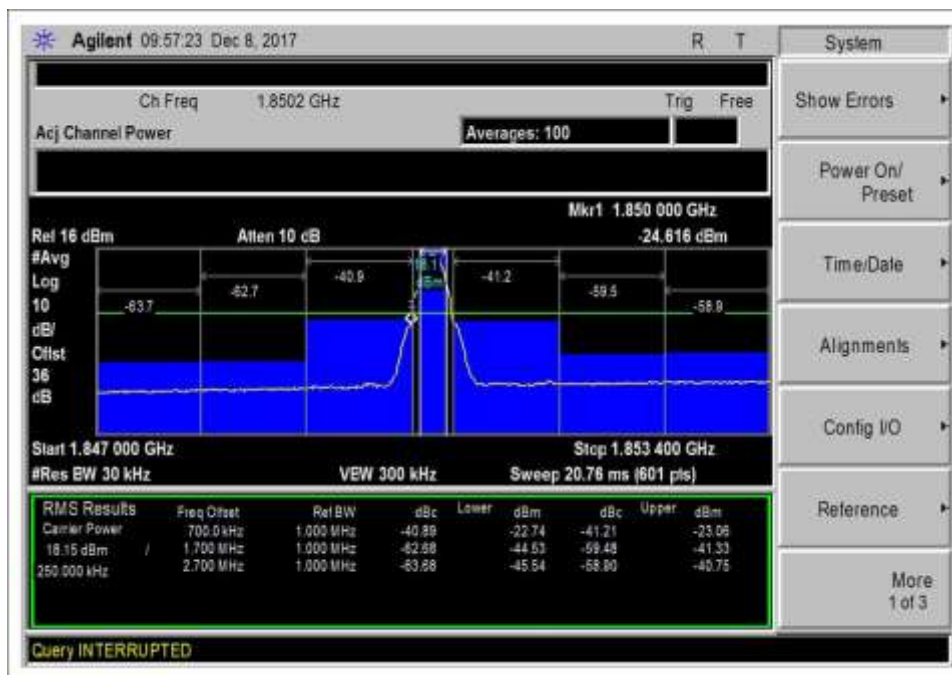 Agilent 09:57:23 Dec 8, 2017 R T
Ch Freq 1.8502 GHz Trig Free
Acj Channel Power
Averages: 100
Mkr1 1.850 000 GHz
Rel 16 dBm Atten 10 dB -24.616 dBm
#Avg
Log
10
dB/
Offst
36
dB
-63.7
-62.7
-40.9
18.1
dBm
-41.2
-59.5
-58.9
Start 1.847 000 GHz Stop 1.853 400 GHz
#Res BW 30 kHz VBW 300 kHz Sweep 20.76 ms (601 pts)
RMS Results Freq Offset Ref BW dBc Lower dBm dBc Upper dBm
Carrier Power 700.0 kHz 1.000 MHz -40.89 -22.74 -41.21 -23.06
18.15 dBm / 1.700 MHz 1.000 MHz -62.68 -44.53 -59.48 -41.33
250.000 kHz 2.700 MHz 1.000 MHz -63.68 -45.54 -58.90 -40.75
Query INTERRUPTED
System
Show Errors
Power On/
Preset
Time/Date
Alignments
Config I/O
Reference
More
1 of 3